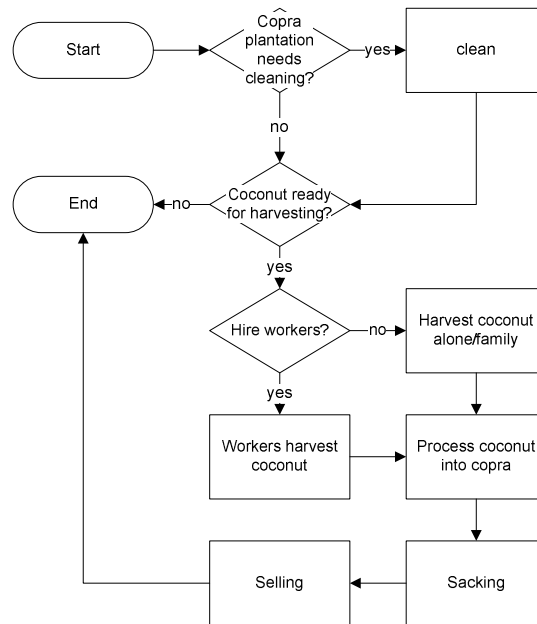 Start
Copra
plantation
needs
cleaning?
yes
clean
no
End
no
Coconut ready
for harvesting?
yes
Hire workers?
no
Harvest coconut
alone/family
yes
Workers harvest
coconut
Process coconut
into copra
Selling
Sacking